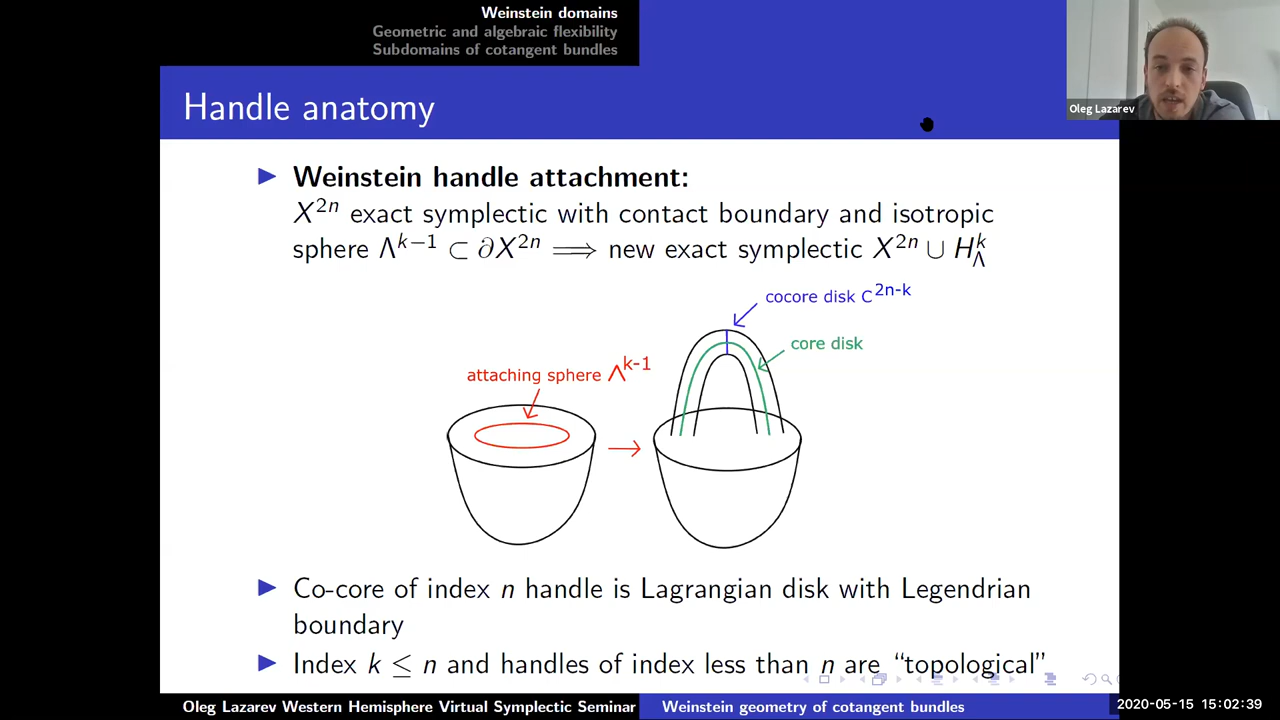 Weinstein domains
Geometric and algebraic flexibility
Subdomains of cotangent bundles
Oleg Lazarev
Handle anatomy
Weinstein handle attachment:
X²ⁿ exact symplectic with contact boundary and isotropic
sphere Λᵏ⁻¹ ⊂ ∂X²ⁿ ⟹ new exact symplectic X²ⁿ ∪ H^k_Λ
cocore disk C^2n-k
core disk
attaching sphere Λ^k-1
Co-core of index n handle is Lagrangian disk with Legendrian
boundary
Index k ≤ n and handles of index less than n are “topological”
Oleg Lazarev Western Hemisphere Virtual Symplectic Seminar
Weinstein geometry of cotangent bundles
2020-05-15 15:02:39